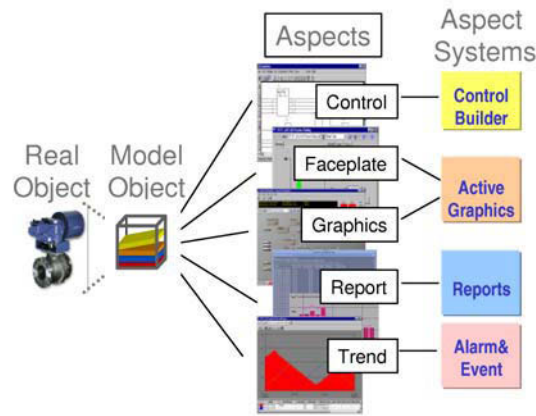 Aspects
Aspect
Systems
Real
Object
Model
Object
Control
Control
Builder
Faceplate
Graphics
Active
Graphics
Report
Reports
Trend
Alarm&
Event